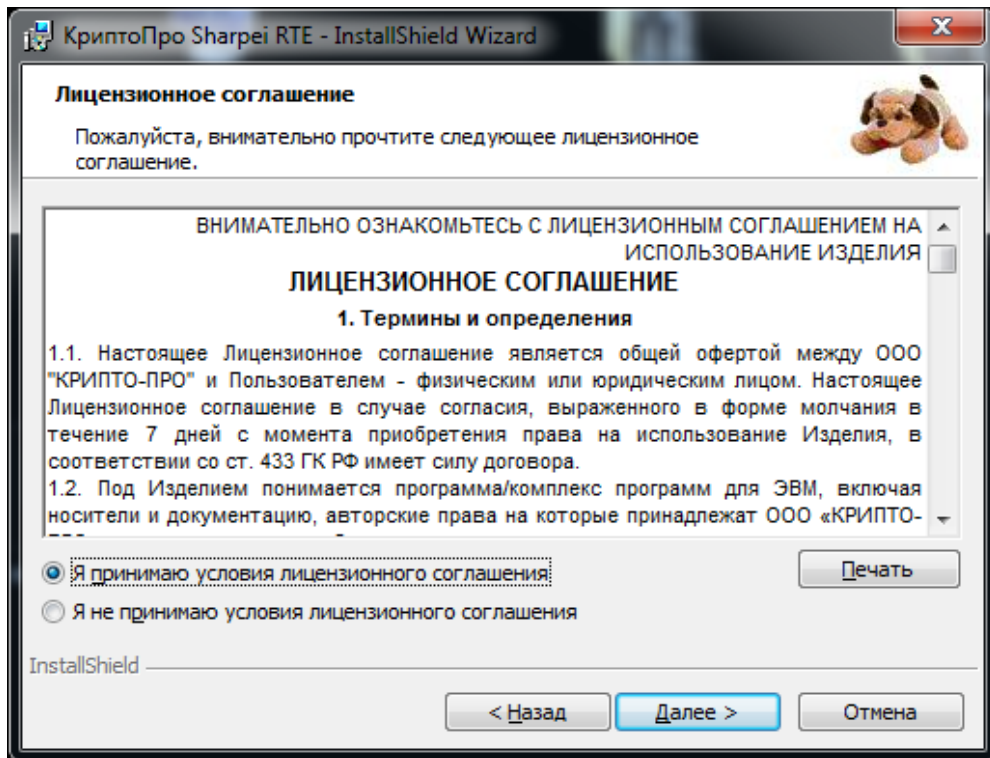 КриптоПро Sharpei RTE - InstallShield Wizard
Лицензионное соглашение
Пожалуйста, внимательно прочтите следующее лицензионное
соглашение.
ВНИМАТЕЛЬНО ОЗНАКОМЬТЕСЬ С ЛИЦЕНЗИОННЫМ СОГЛАШЕНИЕМ НА
ИСПОЛЬЗОВАНИЕ ИЗДЕЛИЯ
ЛИЦЕНЗИОННОЕ СОГЛАШЕНИЕ
1. Термины и определения
1.1. Настоящее Лицензионное соглашение является общей офертой между ООО
"КРИПТО-ПРО" и Пользователем - физическим или юридическим лицом. Настоящее
Лицензионное соглашение в случае согласия, выраженного в форме молчания в
течение 7 дней с момента приобретения права на использование Изделия, в
соответствии со ст. 433 ГК РФ имеет силу договора.
1.2. Под Изделием понимается программа/комплекс программ для ЭВМ, включая
носители и документацию, авторские права на которые принадлежат ООО «КРИПТО-
Я принимаю условия лицензионного соглашения
Печать
Я не принимаю условия лицензионного соглашения
InstallShield
< Назад
Далее >
Отмена